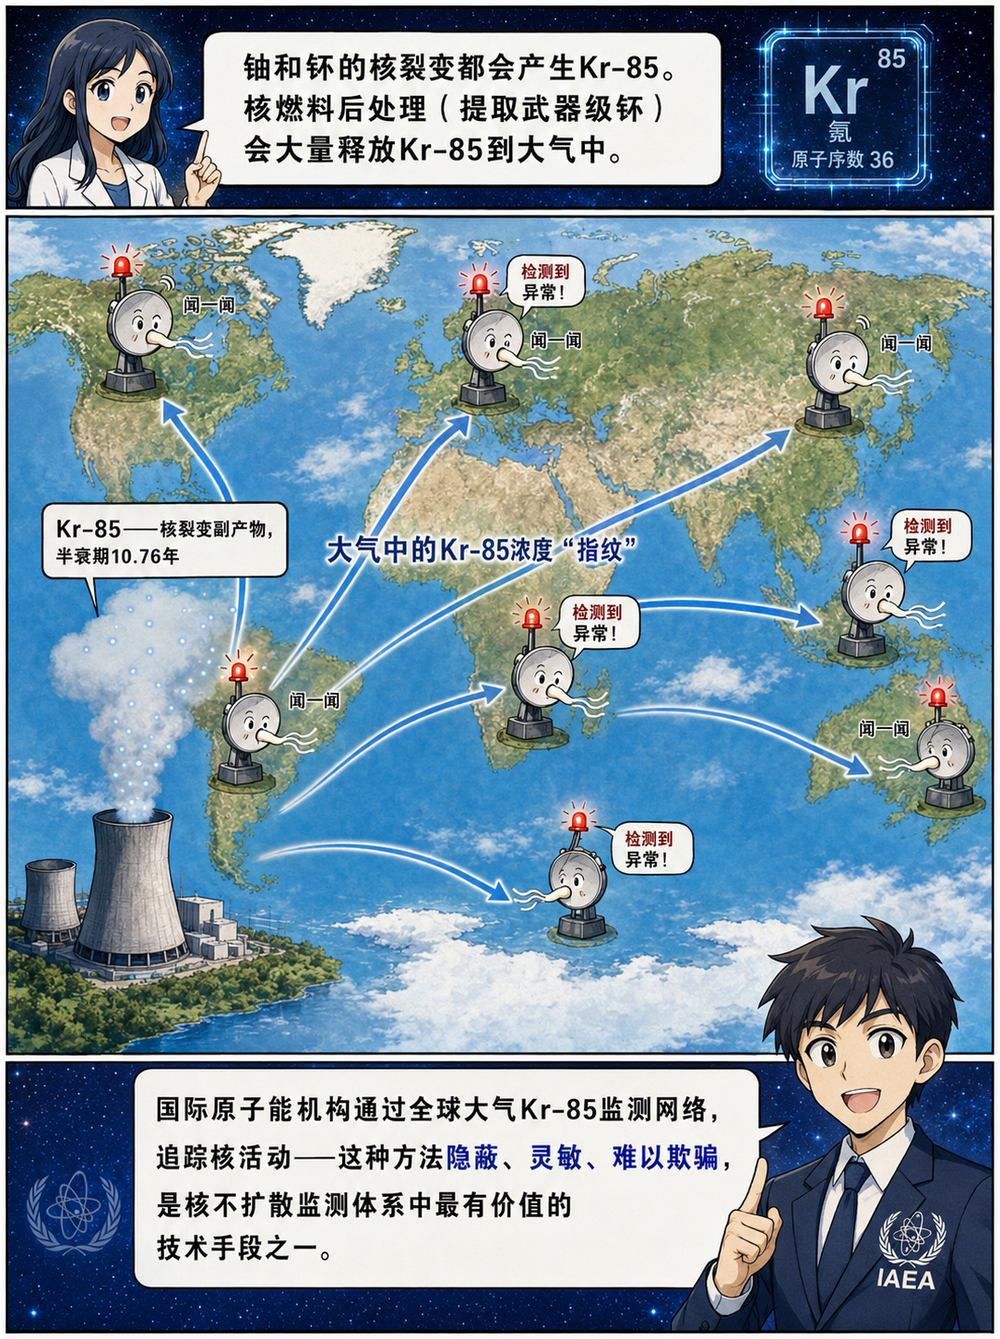 铀和钚的核裂变都会产生Kr-85。
核燃料后处理（提取武器级钚）
会大量释放Kr-85到大气中。
85
Kr
氪
原子序数 36
闻一闻
检测到
异常！
闻一闻
闻一闻
Kr-85——核裂变副产物，
半衰期10.76年
大气中的Kr-85浓度“指纹”
检测到
异常！
检测到
异常！
闻一闻
闻一闻
检测到
异常！
国际原子能机构通过全球大气Kr-85监测网络，
追踪核活动——这种方法隐蔽、灵敏、难以欺骗，
是核不扩散监测体系中最有价值的
技术手段之一。
IAEA